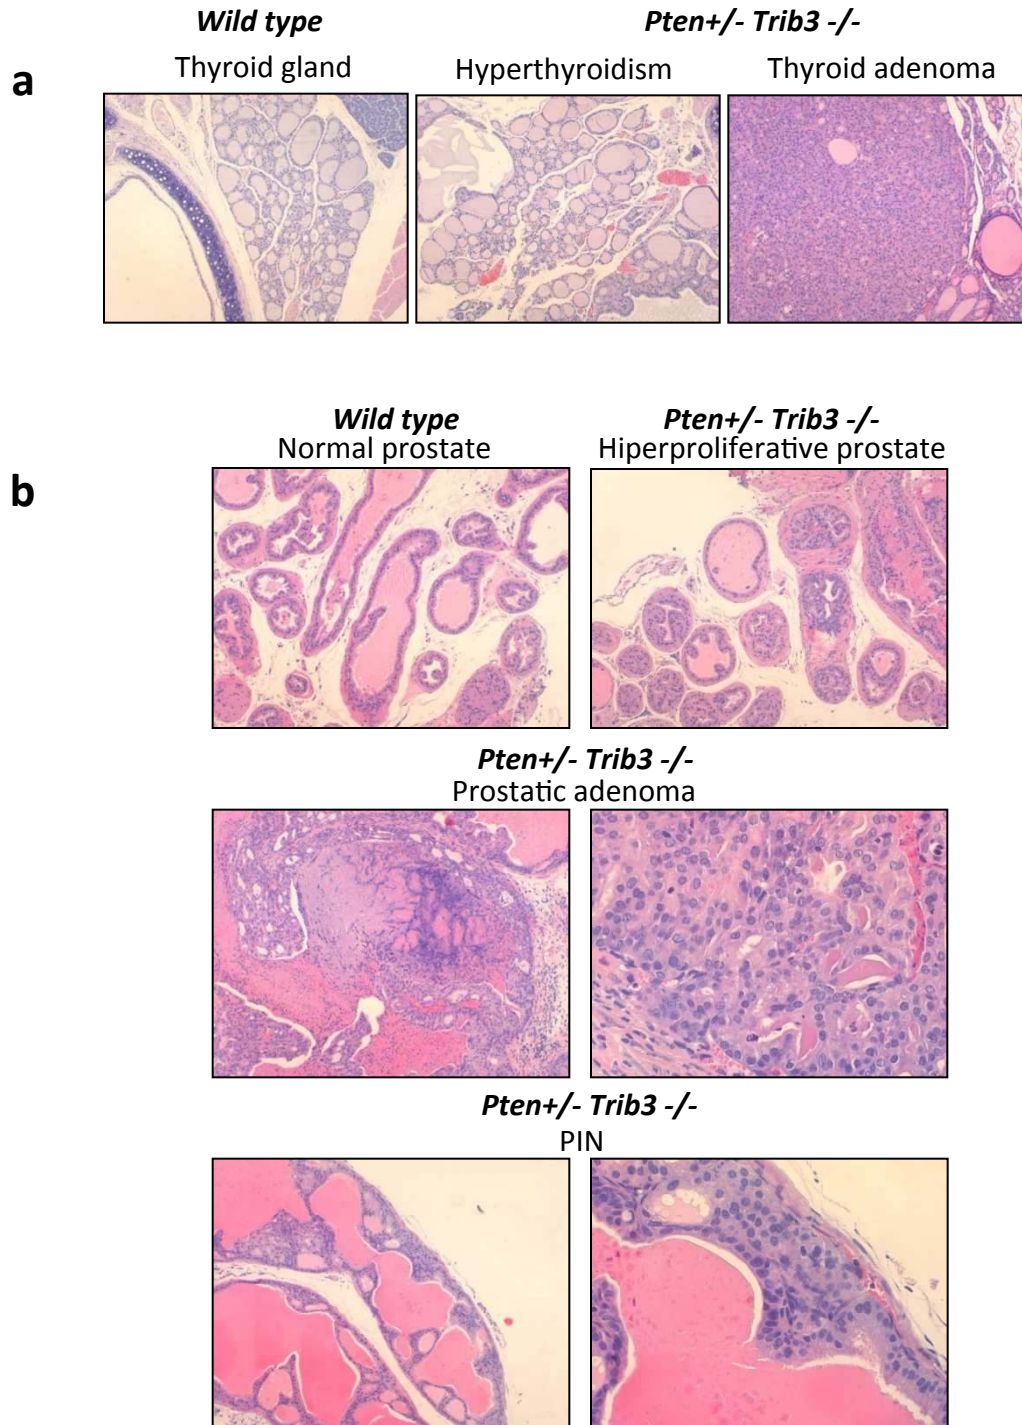 Wild type
Pten+/- Trib3 -/-
a
Thyroid gland
Hyperthyroidism
Thyroid adenoma
Wild type
Pten+/- Trib3 -/-
Normal prostate
Hiperproliferative prostate
b
Pten+/- Trib3 -/-
Prostatic adenoma
Pten+/- Trib3 -/-
PIN